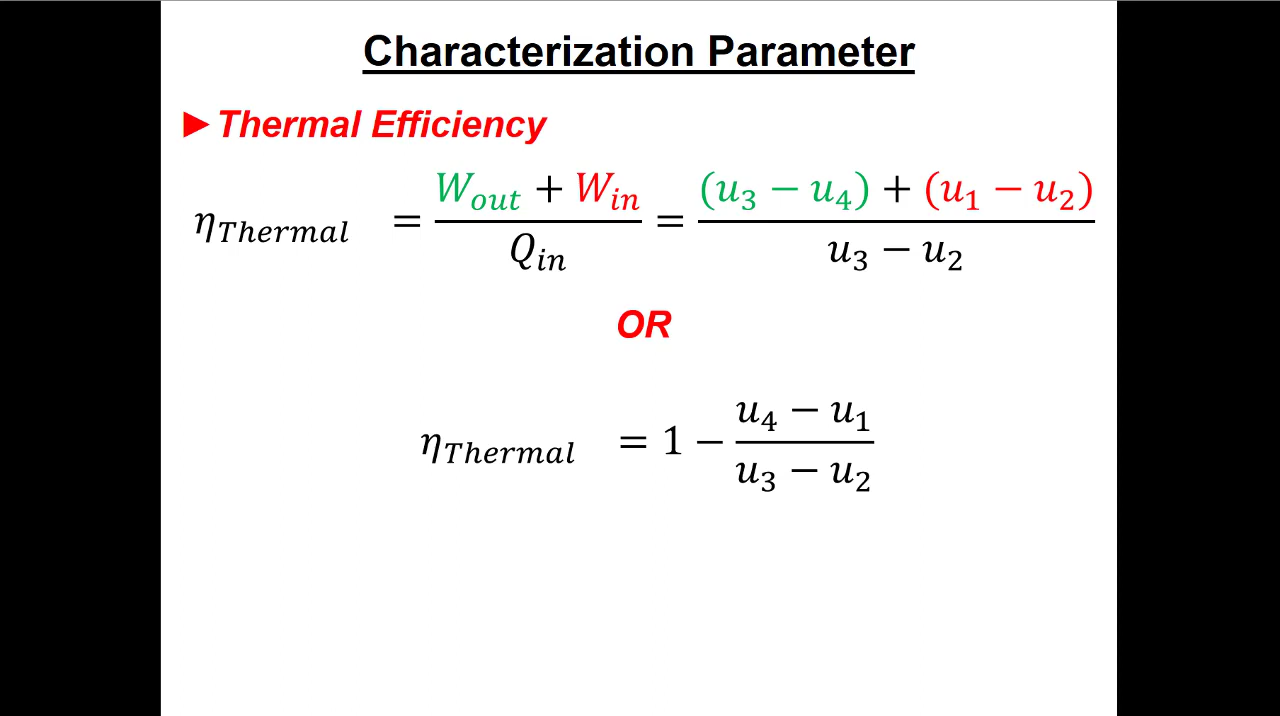 Characterization Parameter
►Thermal Efficiency
η_Thermal = (W_out + W_in) / Q_in = ((u_3 − u_4) + (u_1 − u_2)) / (u_3 − u_2)
OR
η_Thermal = 1 − (u_4 − u_1) / (u_3 − u_2)